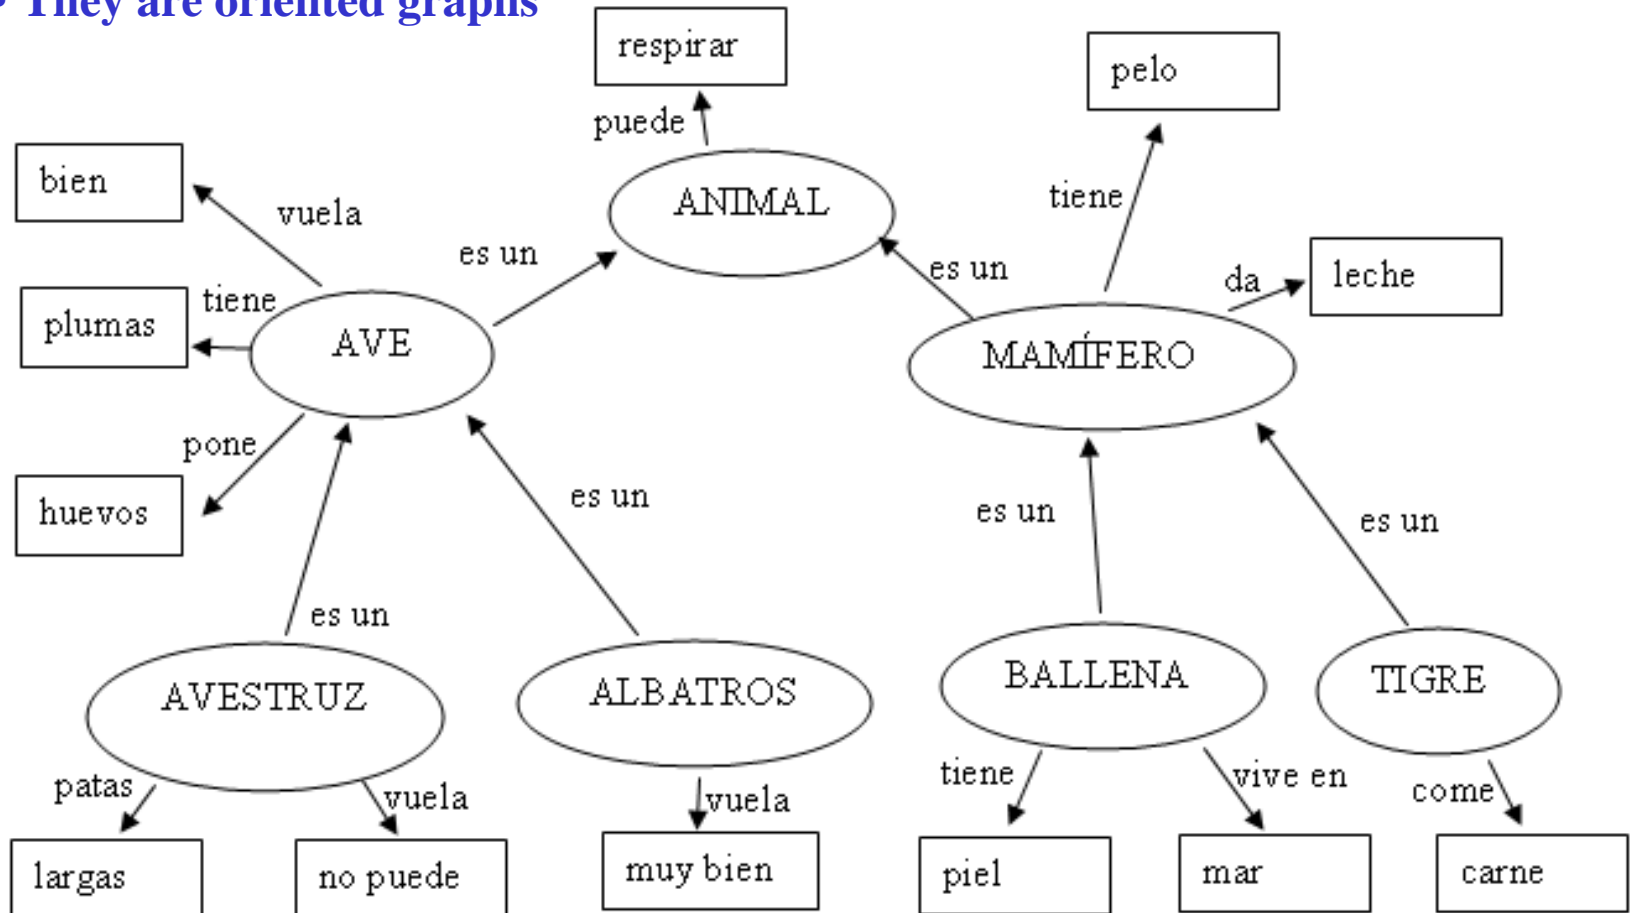 • They are oriented graphs
respirar
pelo
puede
bien
ANIMAL
tiene
vuela
es un
es un
da
leche
plumas
tiene
AVE
MAMÍFERO
pone
huevos
es un
es un
es un
es un
AVESTRUZ
ALBATROS
BALLENA
TIGRE
patas
vuela
vuela
tiene
vive en
come
largas
no puede
muy bien
piel
mar
carne